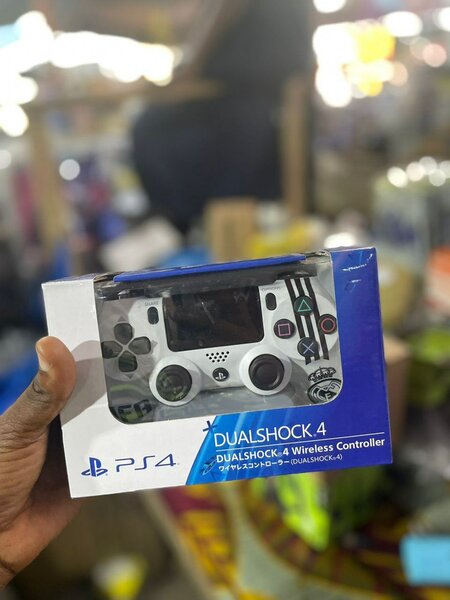 SHARE
DUALSHOCK®4
DUALSHOCK®4 Wireless Controller
ワイヤレスコントローラー (DUALSHOCK®4)
PS4